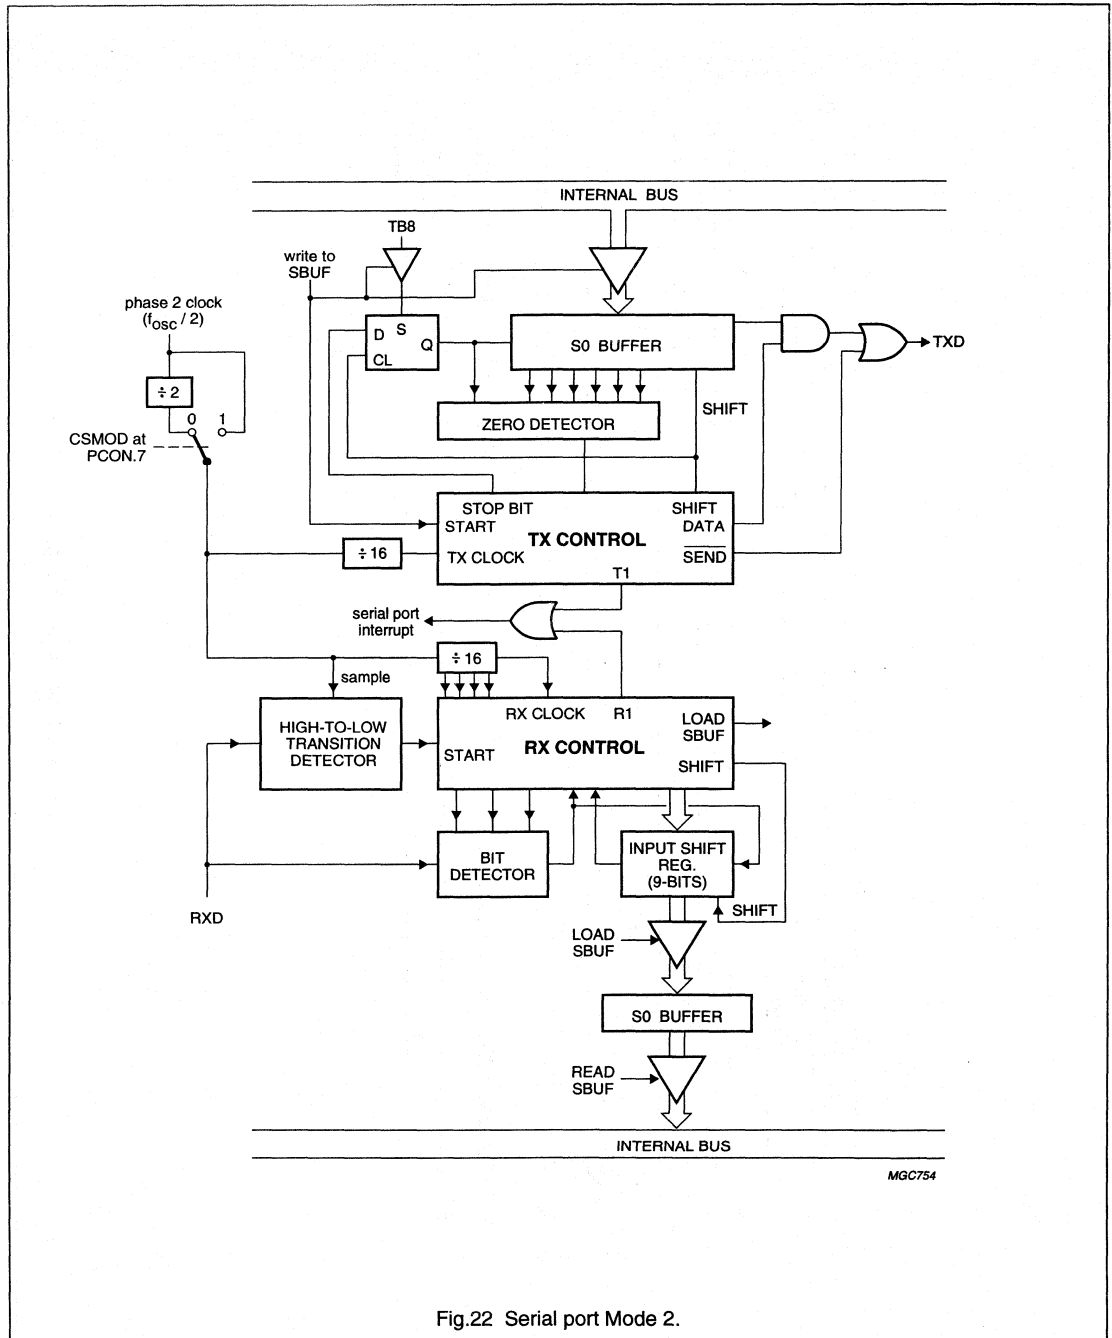 INTERNAL BUS
TB8
write to
SBUF
phase 2 clock
(fosc / 2)
D S Q
CL
S0 BUFFER
TXD
÷ 2
SHIFT
0 1
ZERO DETECTOR
CSMOD at
PCON.7
STOP BIT SHIFT
START DATA
TX CONTROL
÷ 16
TX CLOCK SEND
T1
serial port
interrupt
÷ 16
sample
RX CLOCK R1
LOAD
SBUF
HIGH-TO-LOW
TRANSITION
DETECTOR
START
RX CONTROL
SHIFT
BIT
DETECTOR
INPUT SHIFT
REG.
(9-BITS)
RXD
SHIFT
LOAD
SBUF
S0 BUFFER
READ
SBUF
INTERNAL BUS
MGC754
Fig.22 Serial port Mode 2.